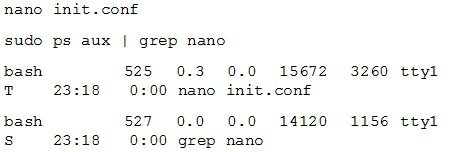 nano init.conf
sudo ps aux | grep nano
bash 525 0.3 0.0 15672 3260 tty1
T 23:18 0:00 nano init.conf
bash 527 0.0 0.0 14120 1156 tty1
S 23:18 0:00 grep nano